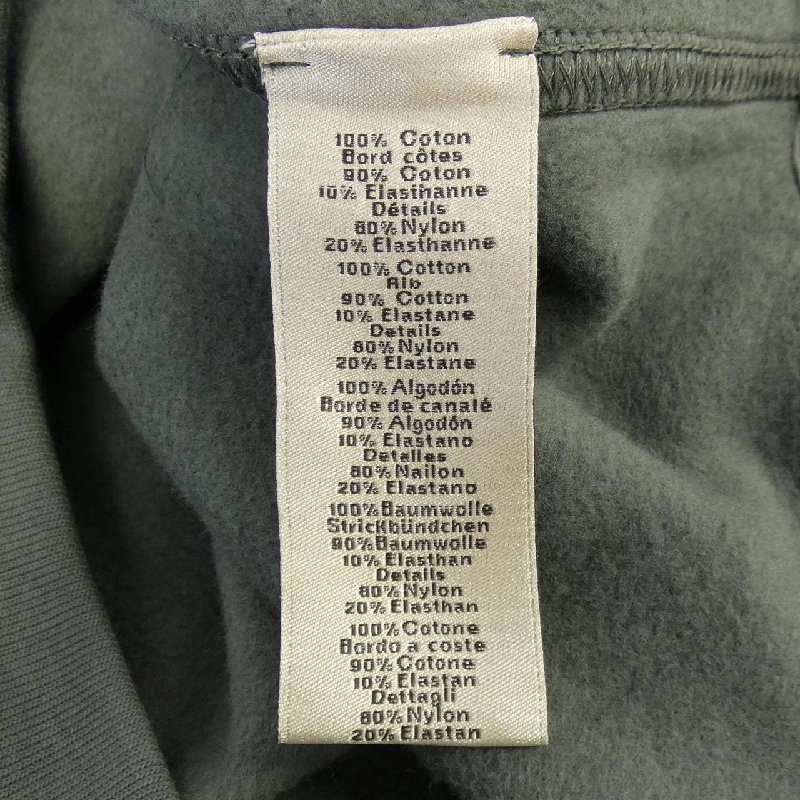 100% Coton
Bord côtes
90% Coton
10% Elasthanne
Détails
80% Nylon
20% Elasthanne
100% Cotton
Rib
90% Cotton
10% Elastane
Details
80% Nylon
20% Elastane
100% Algodón
Borde de canalé
90% Algodón
10% Elastano
Detalles
80% Nailon
20% Elastano
100% Baumwolle
Strickbündchen
90% Baumwolle
10% Elasthan
Details
80% Nylon
20% Elasthan
100% Cotone
Bordo a coste
90% Cotone
10% Elastan
Dettagli
80% Nylon
20% Elastan